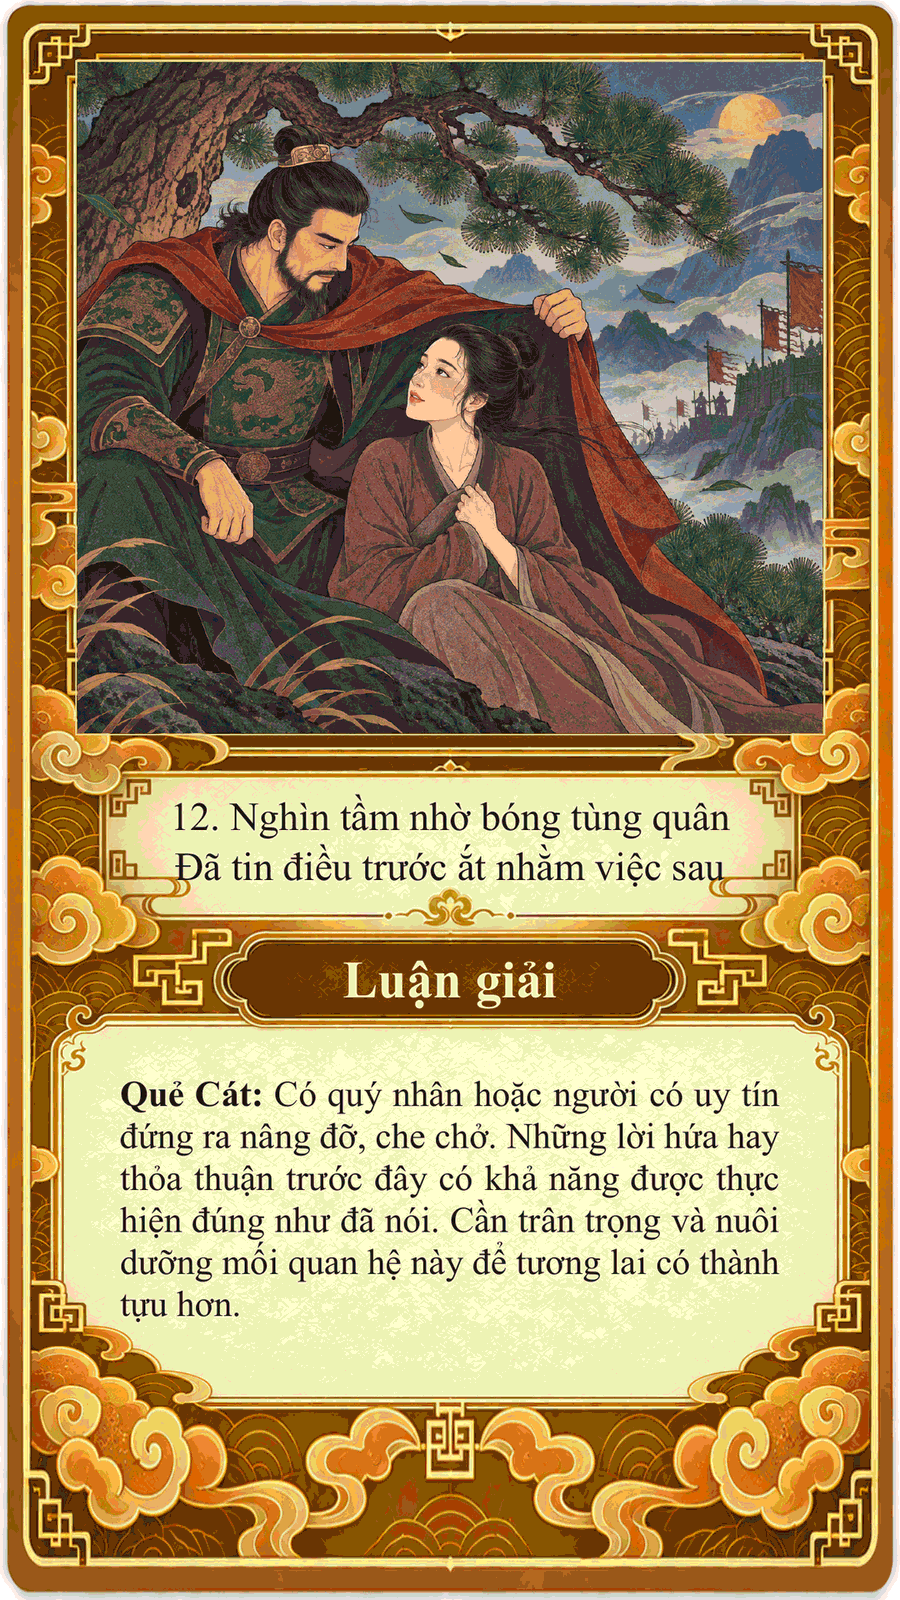 12. Nghìn tầm nhờ bóng tùng quân
Đã tin điều trước ắt nhằm việc sau
Luận giải
Quẻ Cát: Có quý nhân hoặc người có uy tín
đứng ra nâng đỡ, che chở. Những lời hứa hay
thỏa thuận trước đây có khả năng được thực
hiện đúng như đã nói. Cần trân trọng và nuôi
dưỡng mối quan hệ này để tương lai có thành
tựu hơn.